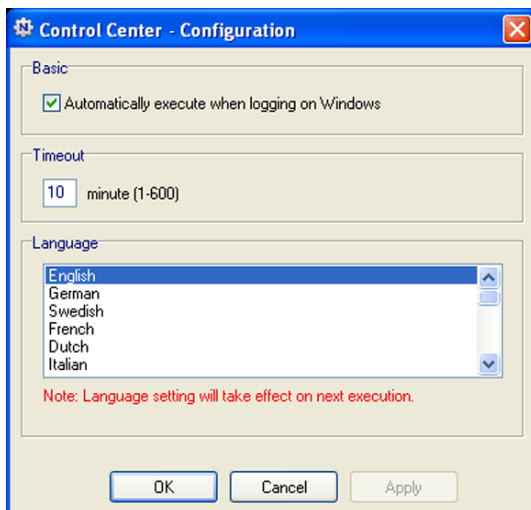 Control Center - Configuration
Basic
Automatically execute when logging on Windows
Timeout
10 minute (1-600)
Language
English
German
Swedish
French
Dutch
Italian
Note: Language setting will take effect on next execution.
OK Cancel Apply